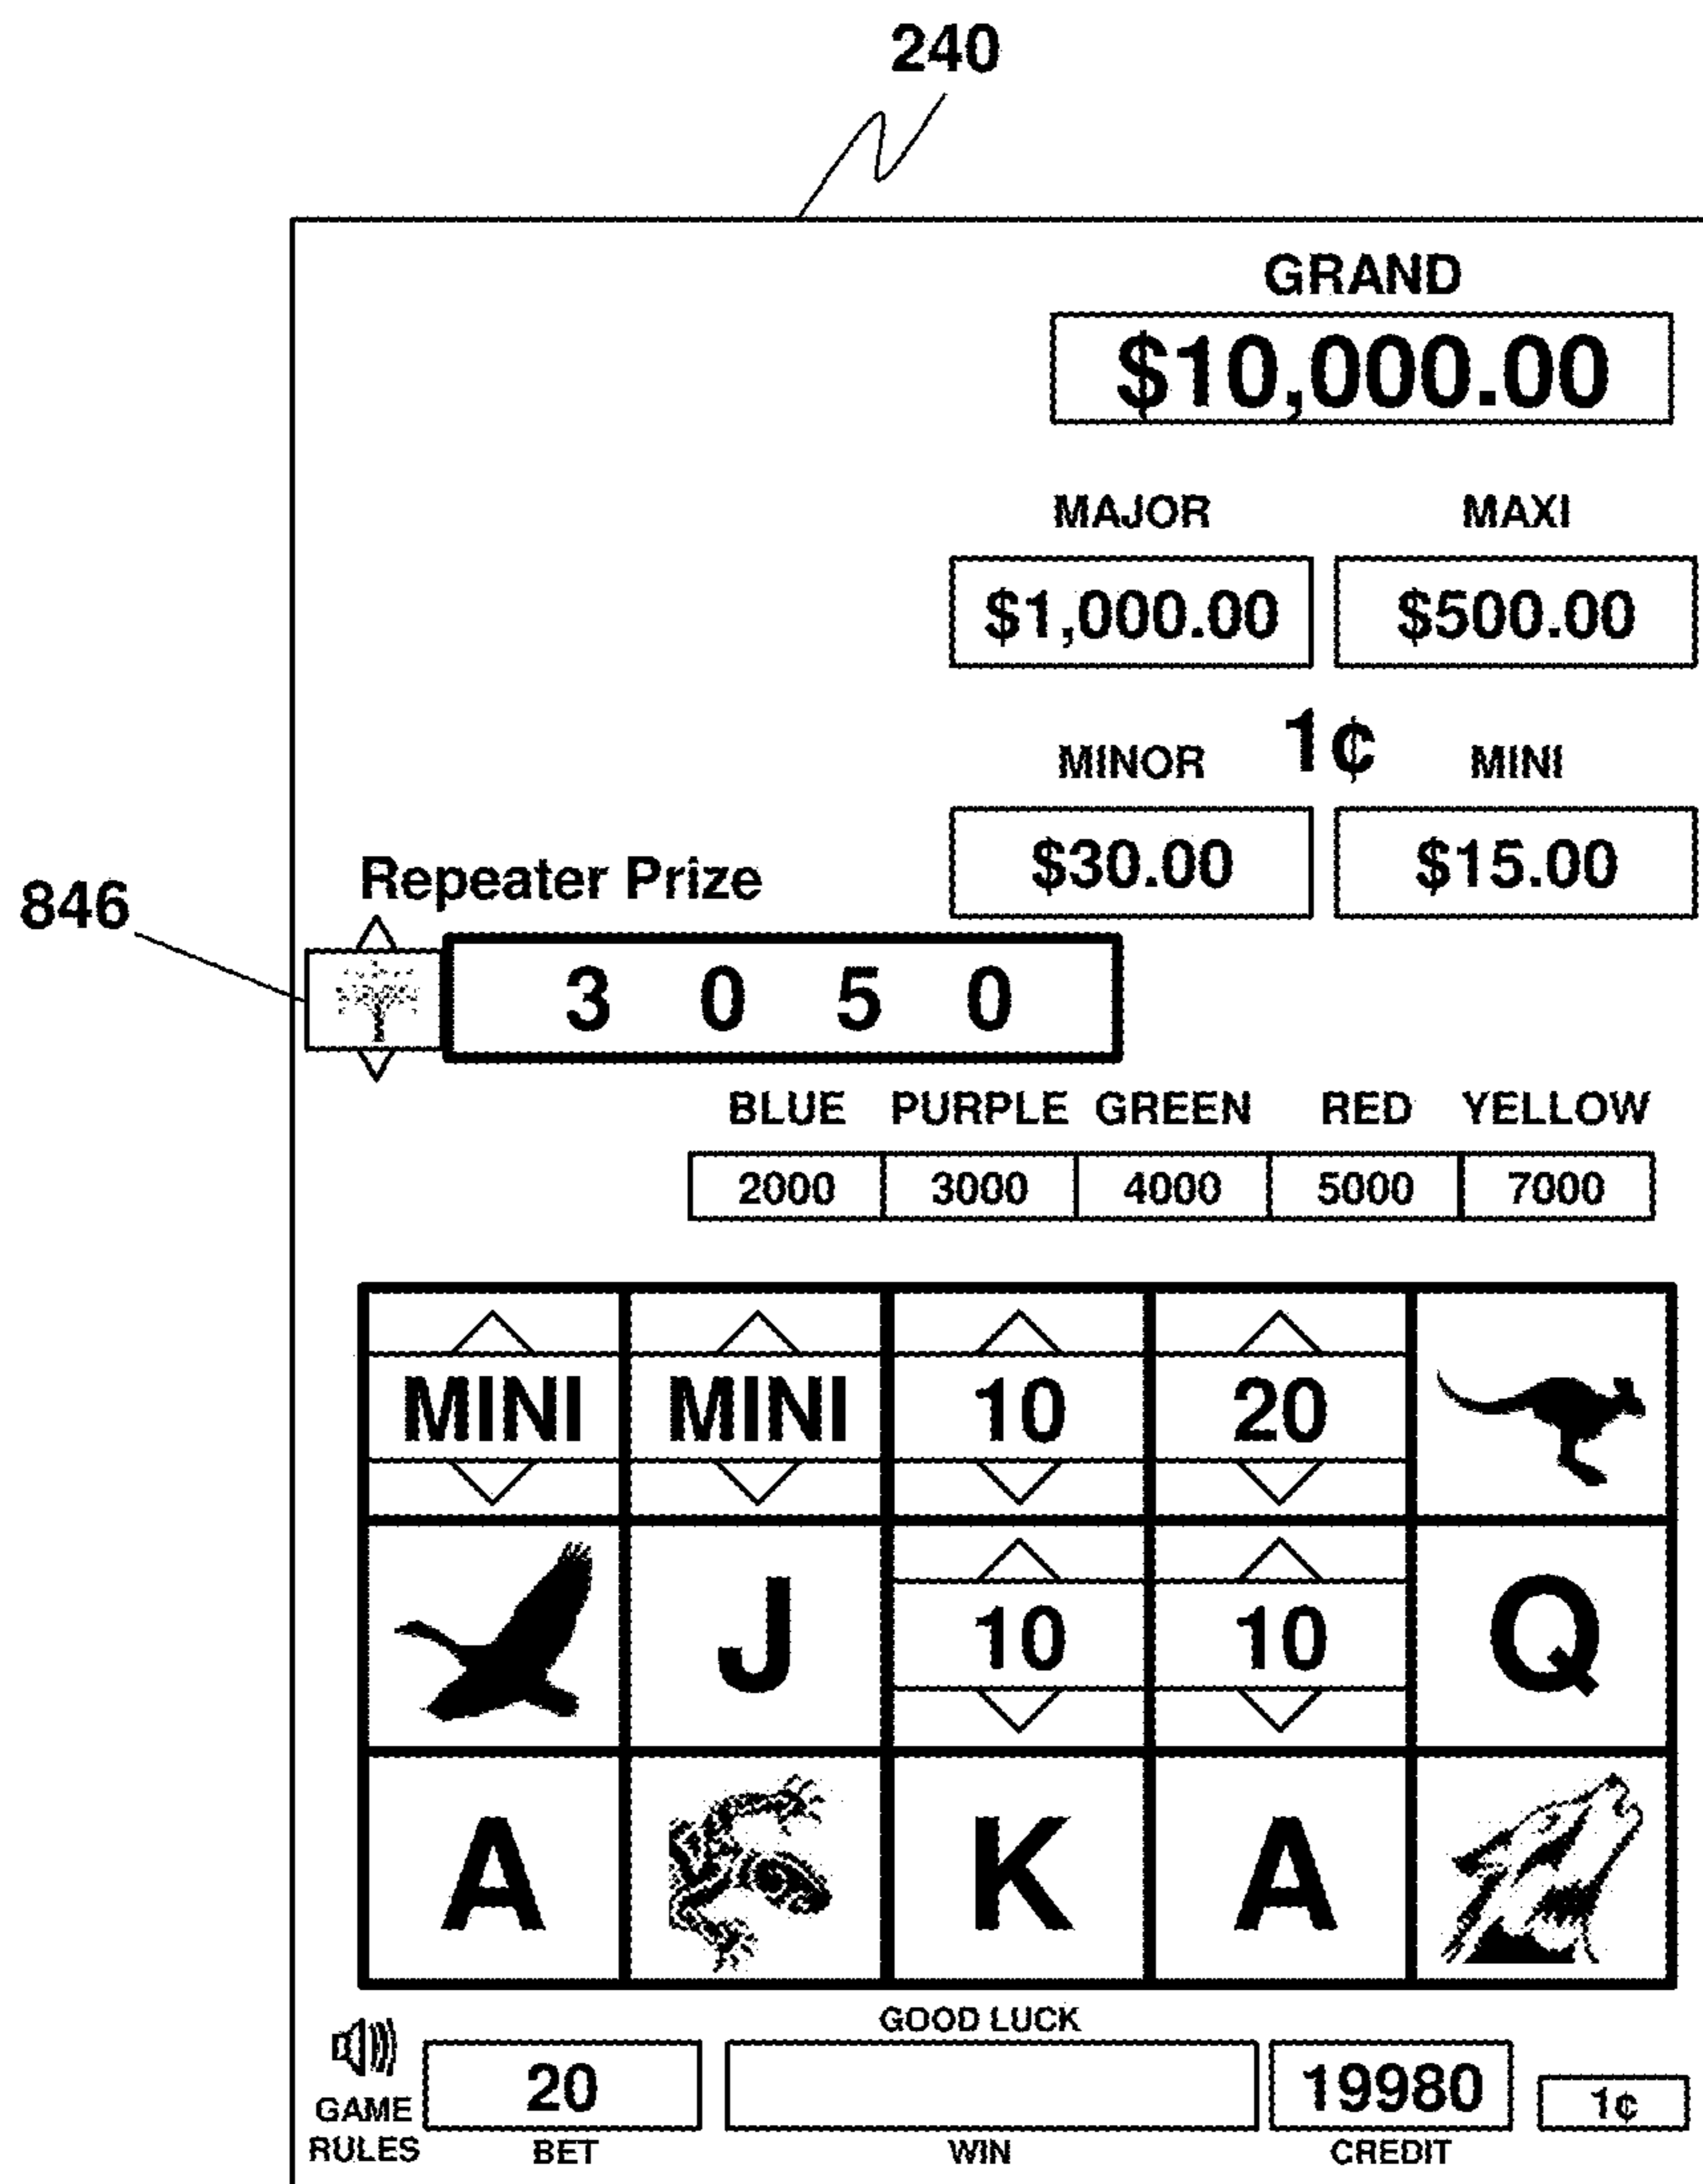 240
GRAND
$10,000.00
MAJOR MAXI
$1,000.00 $500.00
1¢
MINOR MINI
$30.00 $15.00
Repeater Prize
846
3 0 5 0
BLUE PURPLE GREEN RED YELLOW
2000 3000 4000 5000 7000
MINI MINI 10 20
J 10 10 Q
A K A
GOOD LUCK
20 19980 1¢
GAME RULES
BET WIN CREDIT